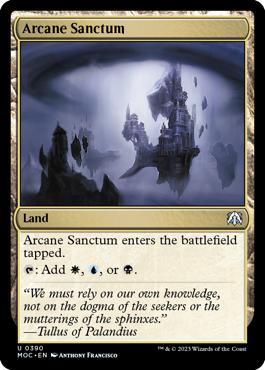 Arcane Sanctum
Land
Arcane Sanctum enters the battlefield
tapped.
: Add , , or .
“We must rely on our own knowledge,
not on the dogma of the seekers or the
mutterings of the sphinxes.”
—Tullus of Palandius
U 0390
MOC • EN Anthony Francisco
™ & © 2023 Wizards of the Coast